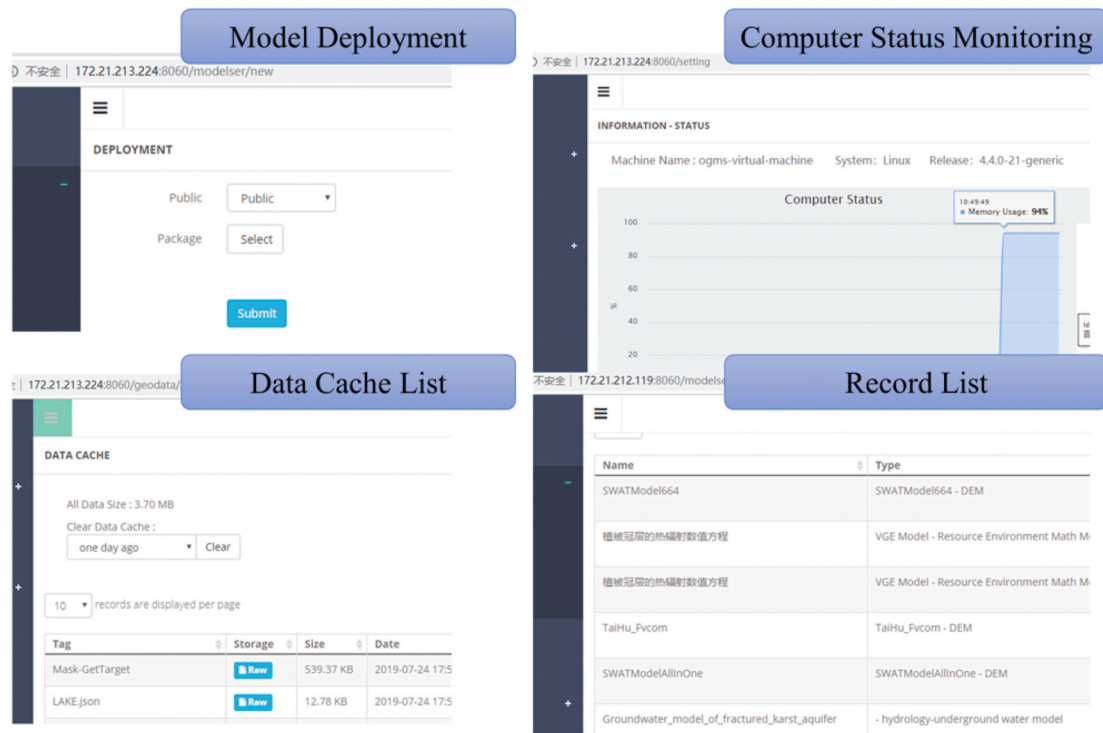 Model Deployment
不安全 | 172.21.213.224:8060/modelser/new
DEPLOYMENT
Public Public
Package Select
Submit
Computer Status Monitoring
不安全 | 172.21.213.224:8060/setting
INFORMATION - STATUS
Machine Name : ogms-virtual-machine System: Linux Release: 4.4.0-21-generic
Computer Status
10:49:49
Memory Usage: 94%
100
80
60
%
40
20
Data Cache List
172.21.213.224:8060/geodata/
DATA CACHE
All Data Size : 3.70 MB
Clear Data Cache :
one day ago Clear
10 records are displayed per page
Tag Storage Size Date
Mask-GetTarget Raw 539.37 KB 2019-07-24 17:5
LAKE.json Raw 12.78 KB 2019-07-24 17:5
Record List
不安全 | 172.21.212.119:8060/modelse
Name Type
SWATModel664 SWATModel664 - DEM
植被冠层的热辐射数值方程 VGE Model - Resource Environment Math M
植被冠层的热辐射数值方程 VGE Model - Resource Environment Math M
TaiHu_Fvcom TaiHu_Fvcom - DEM
SWATModelAllInOne SWATModelAllInOne - DEM
Groundwater_model_of_fractured_karst_aquifer - hydrology-underground water model